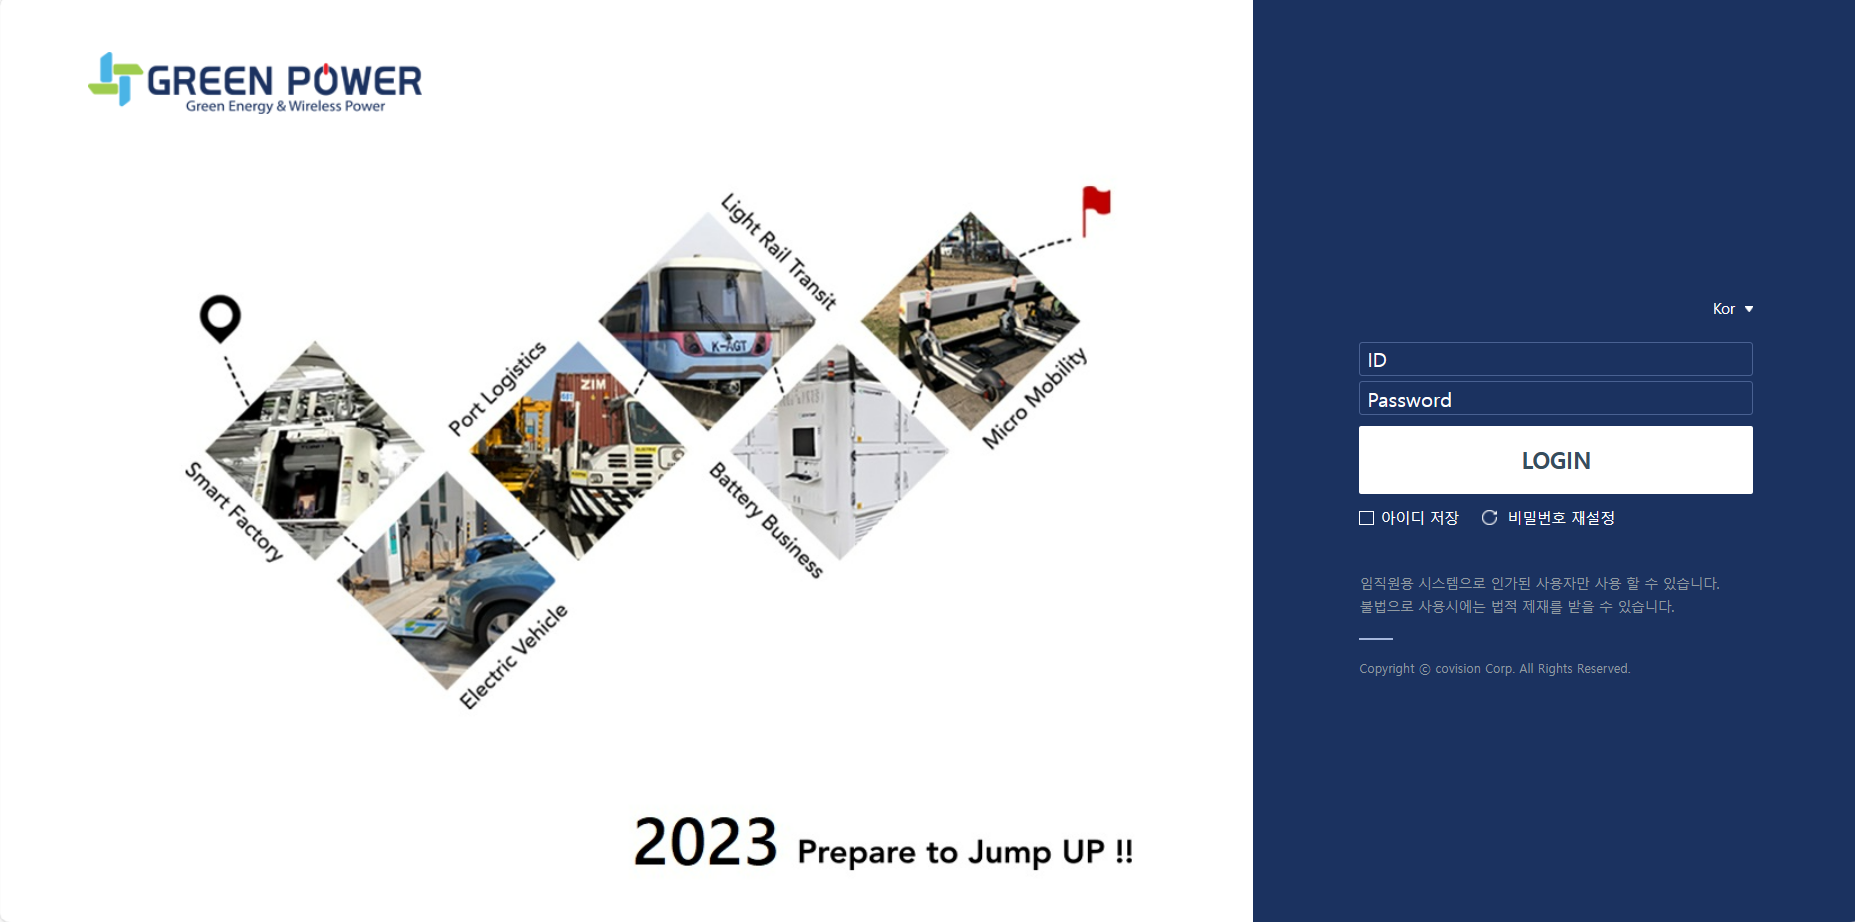 GREEN POWER
Green Energy & Wireless Power
Light Rail Transit
K-AGT
Port Logistics
ZIM
Micro Mobility
Smart Factory
Battery Business
Electric Vehicle
2023 Prepare to Jump UP !!
Kor
ID
Password
LOGIN
아이디 저장 비밀번호 재설정
임직원용 시스템으로 인가된 사용자만 사용 할 수 있습니다.
불법으로 사용시에는 법적 제재를 받을 수 있습니다.
Copyright ⓒ covision Corp. All Rights Reserved.